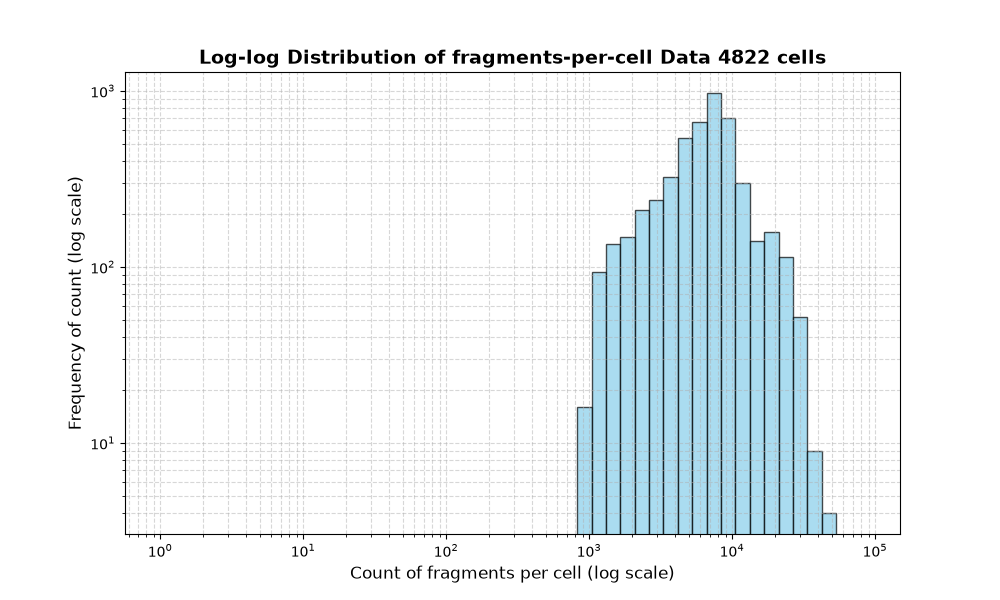 Log-log Distribution of fragments-per-cell Data 4822 cells
Frequency of count (log scale)
10³
10²
10¹
10⁰ 10¹ 10² 10³ 10⁴ 10⁵
Count of fragments per cell (log scale)